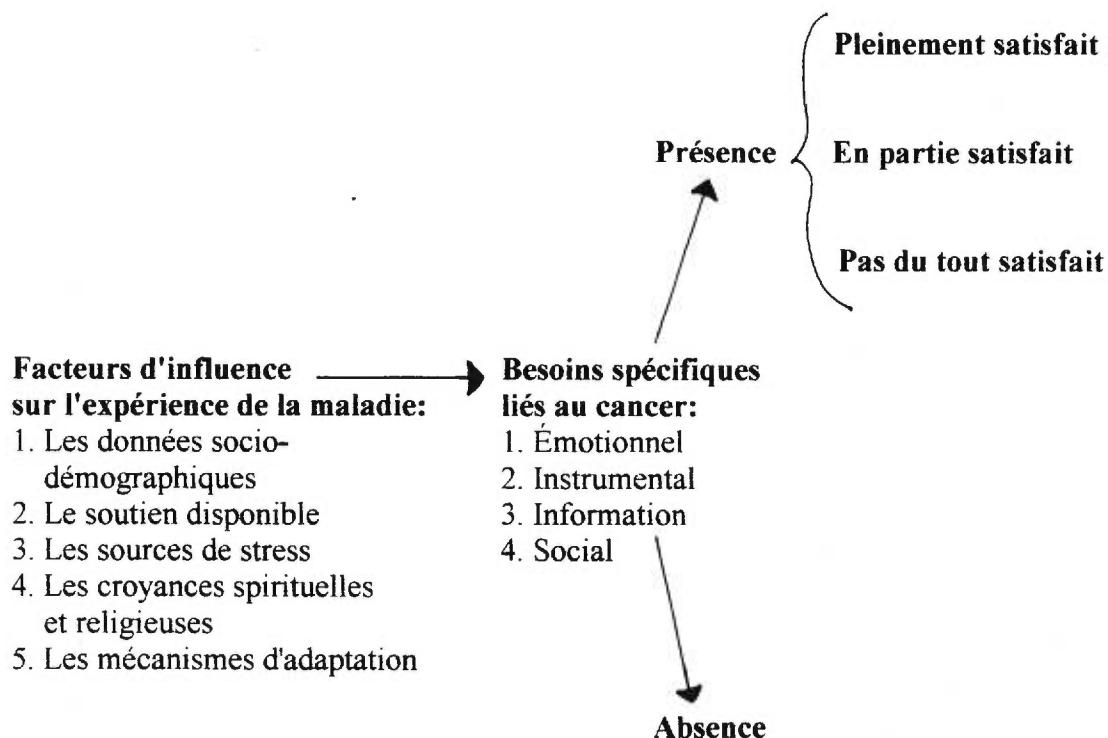 Pleinement satisfait
Présence
En partie satisfait
Pas du tout satisfait
Facteurs d'influence
sur l'expérience de la maladie:
1. Les données socio-
démographiques
2. Le soutien disponible
3. Les sources de stress
4. Les croyances spirituelles
et religieuses
5. Les mécanismes d'adaptation
Besoins spécifiques
liés au cancer:
1. Émotionnel
2. Instrumental
3. Information
4. Social
Absence